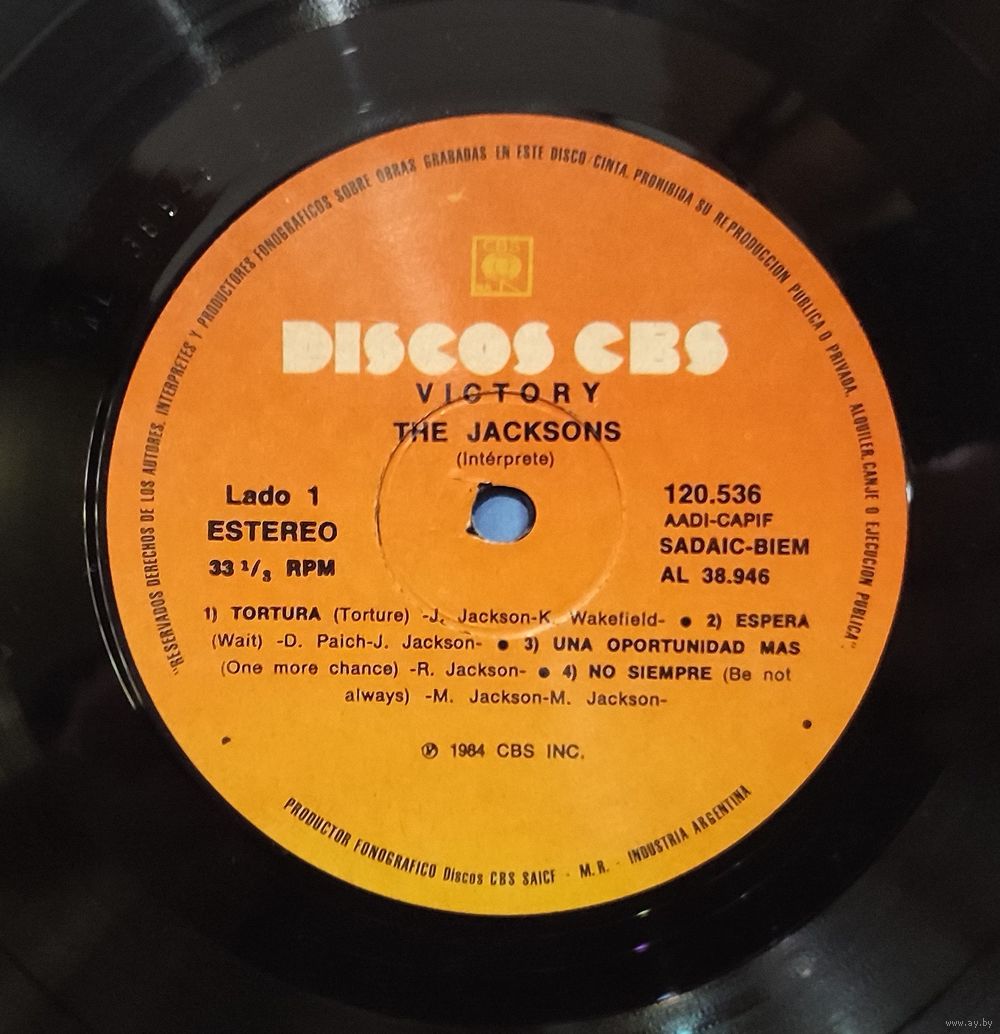 "RESERVADOS DERECHOS DE LOS AUTORES, INTERPRETES Y PRODUCTORES FONOGRAFICOS SOBRE OBRAS GRABADAS EN ESTE DISCO/CINTA. PROHIBIDA SU REPRODUCCION PUBLICA O PRIVADA, ALQUILER, CANJE O EJECUCION PUBLICA"
CBS
DISCOS CBS
VICTORY
THE JACKSONS
(Intérprete)
Lado 1
ESTEREO
33 1/3 RPM
120.536
AADI-CAPIF
SADAIC-BIEM
AL 38.946
1) TORTURA (Torture) -J. Jackson-K. Wakefield- ● 2) ESPERA
(Wait) -D. Paich-J. Jackson- ● 3) UNA OPORTUNIDAD MAS
(One more chance) -R. Jackson- ● 4) NO SIEMPRE (Be not
always) -M. Jackson-M. Jackson-
℗ 1984 CBS INC.
PRODUCTOR FONOGRAFICO Discos CBS SAICF - M.R. - INDUSTRIA ARGENTINA
www.ay.by